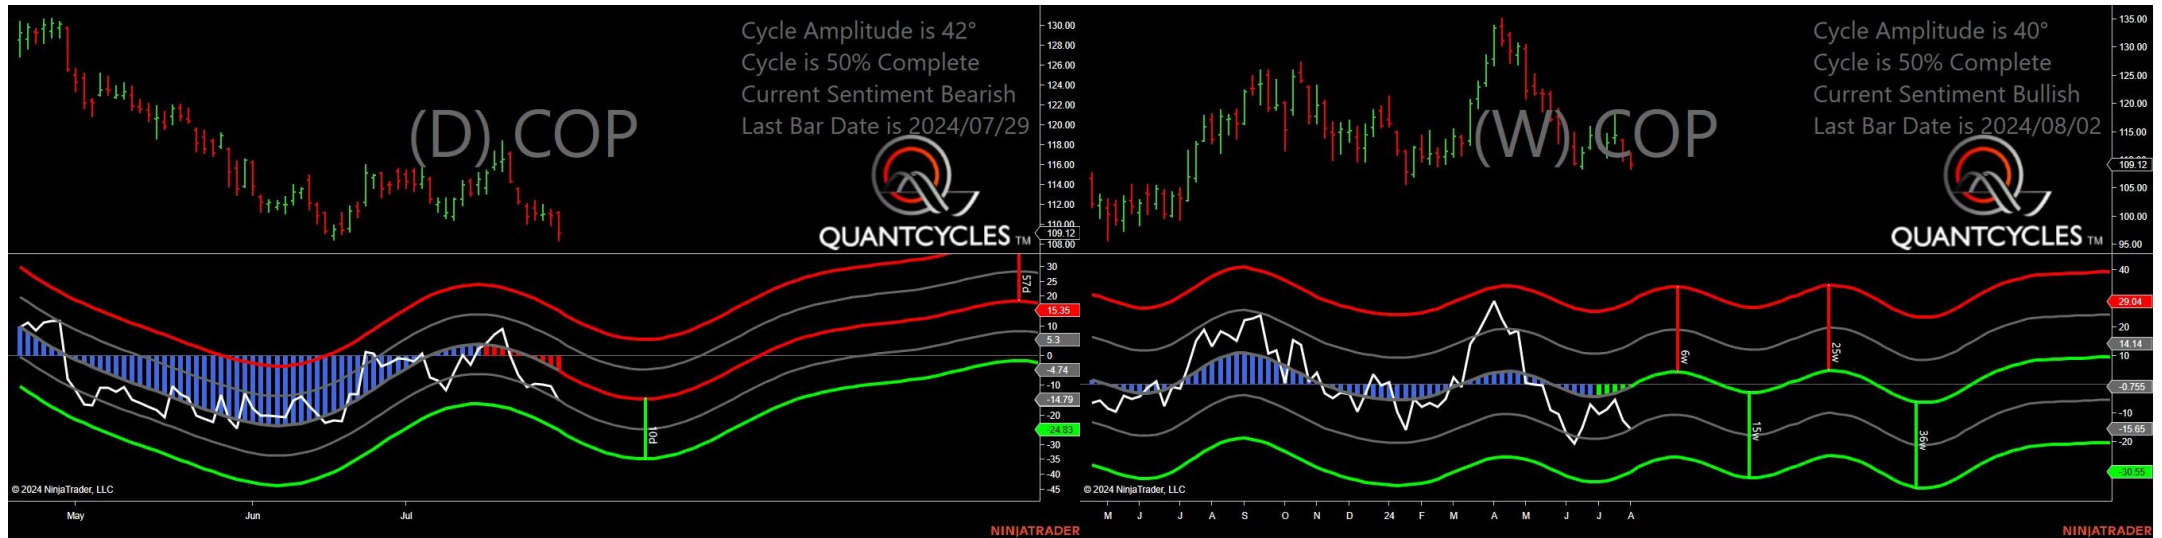 Cycle Amplitude is 42°
Cycle is 50% Complete
Current Sentiment Bearish
Last Bar Date is 2024/07/29
(D) COP
QUANTCYCLES TM
130.00
128.00
126.00
124.00
122.00
120.00
118.00
116.00
114.00
112.00
110.00
109.12
108.00
30
25
20
15.35
10
5.3
0
-4.74
-10
-14.79
-20
-24.83
-30
-35
-40
-45
57d
10d
© 2024 NinjaTrader, LLC
May
Jun
Jul
NINJATRADER
Cycle Amplitude is 40°
Cycle is 50% Complete
Current Sentiment Bullish
Last Bar Date is 2024/08/02
(W) COP
QUANTCYCLES TM
135.00
130.00
125.00
120.00
115.00
109.12
105.00
100.00
95.00
40
29.04
20
14.14
10
-0.755
-10
-15.65
-20
-30.55
6w
25w
15w
36w
© 2024 NinjaTrader, LLC
M J J A S O N D 24 F M A M J J A
NINJATRADER